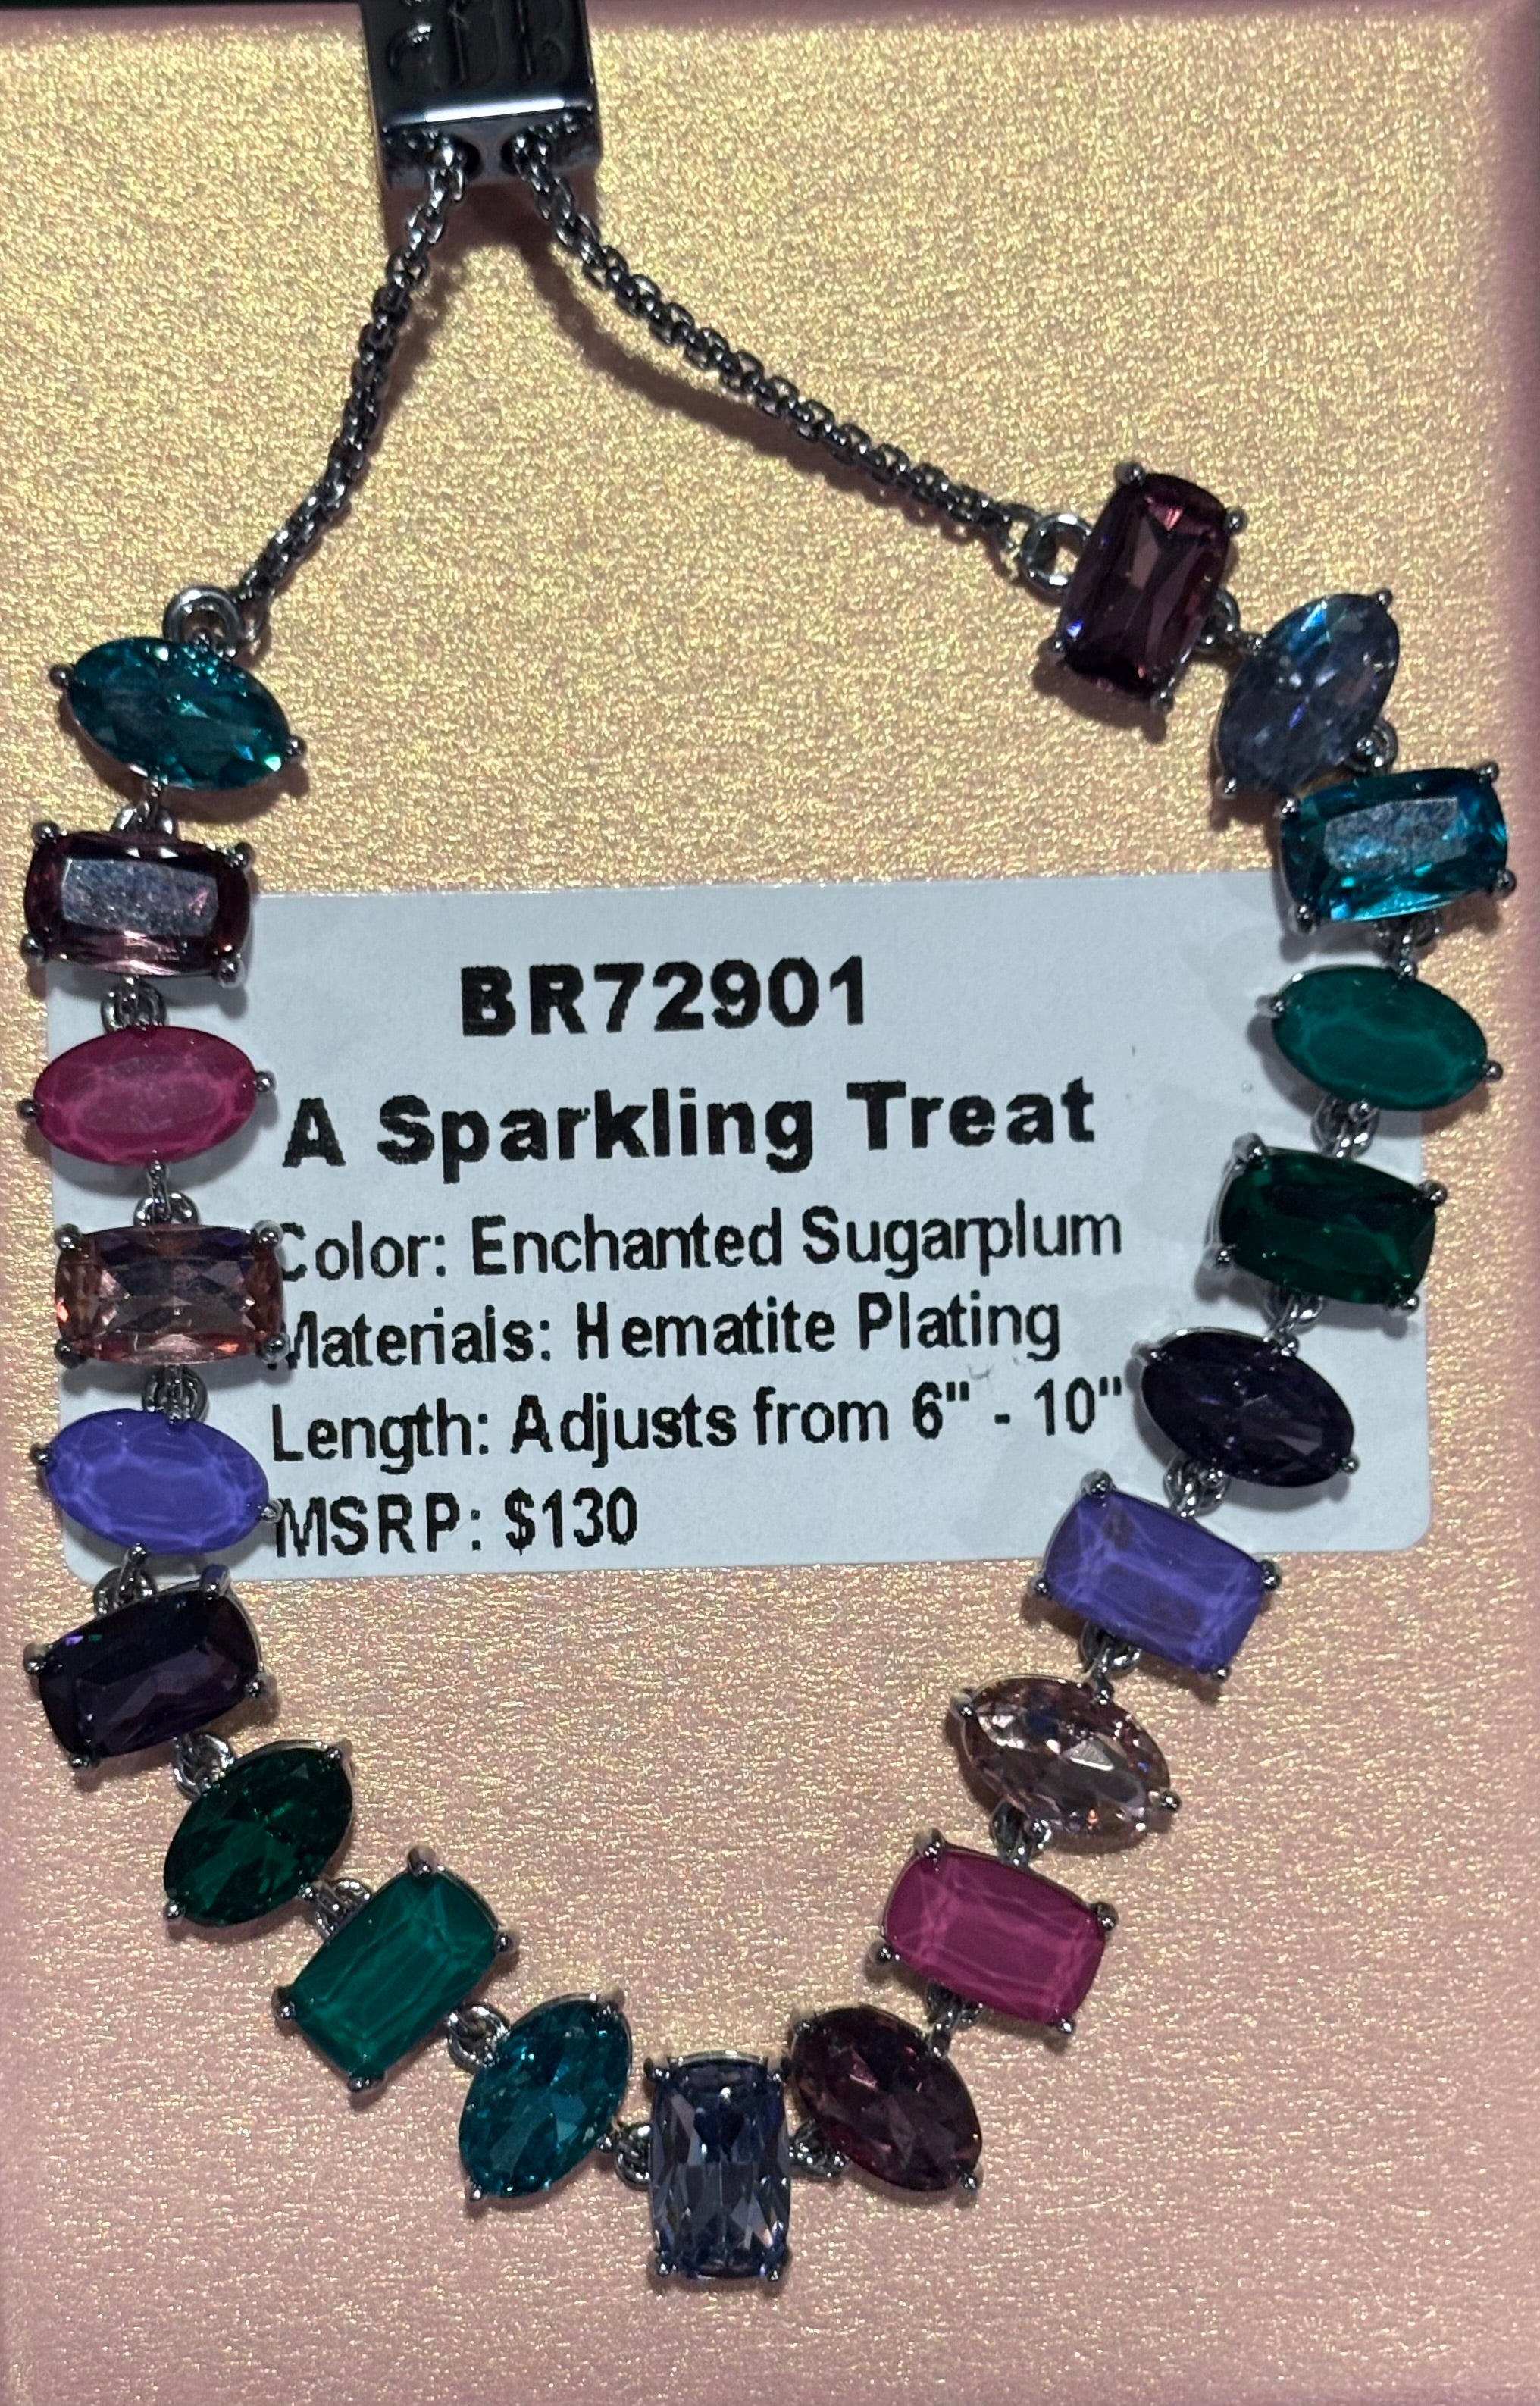 BR72901
A Sparkling Treat
Color: Enchanted Sugarplum
Materials: Hematite Plating
Length: Adjusts from 6" - 10"
MSRP: $130